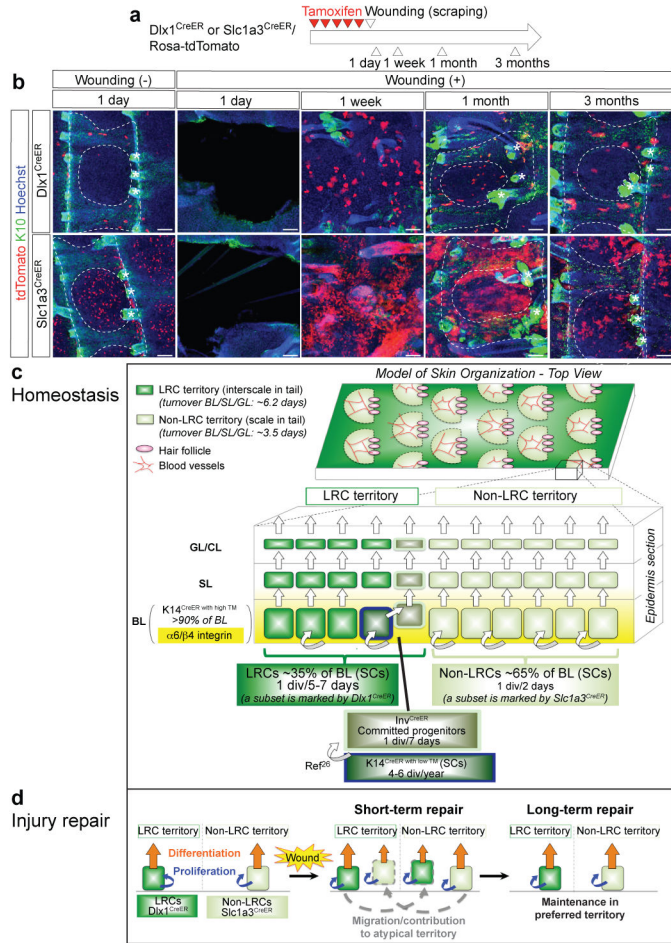 a
Tamoxifen
Wounding (scraping)
Dlx1CreER or Slc1a3CreER/
Rosa-tdTomato
1 day 1 week 1 month 3 months
b
Wounding (-)
Wounding (+)
1 day
1 day
1 week
1 month
3 months
tdTomato K10 Hoechst
Dlx1CreER
* * *
* * *
* * *
Slc1a3CreER
* * *
* * *
* * *
c
Homeostasis
Model of Skin Organization - Top View
LRC territory (interscale in tail)
(turnover BL/SL/GL: ~6.2 days)
Non-LRC territory (scale in tail)
(turnover BL/SL/GL: ~3.5 days)
Hair follicle
Blood vessels
LRC territory
Non-LRC territory
Epidermis section
GL/CL
SL
BL
K14CreER with high TM
>90% of BL
α6/β4 integrin
LRCs ~35% of BL (SCs)
1 div/5-7 days
(a subset is marked by Dlx1CreER)
Non-LRCs ~65% of BL (SCs)
1 div/2 days
(a subset is marked by Slc1a3CreER)
InvCreER
Committed progenitors
1 div/7 days
Ref26
K14CreER with low TM (SCs)
4-6 div/year
d
Injury repair
Short-term repair
Long-term repair
LRC territory
Non-LRC territory
LRC territory
Non-LRC territory
LRC territory
Non-LRC territory
Differentiation
Proliferation
Wound
LRCs
Dlx1CreER
Non-LRCs
Slc1a3CreER
Migration/contribution
to atypical territory
Maintenance in
preferred territory